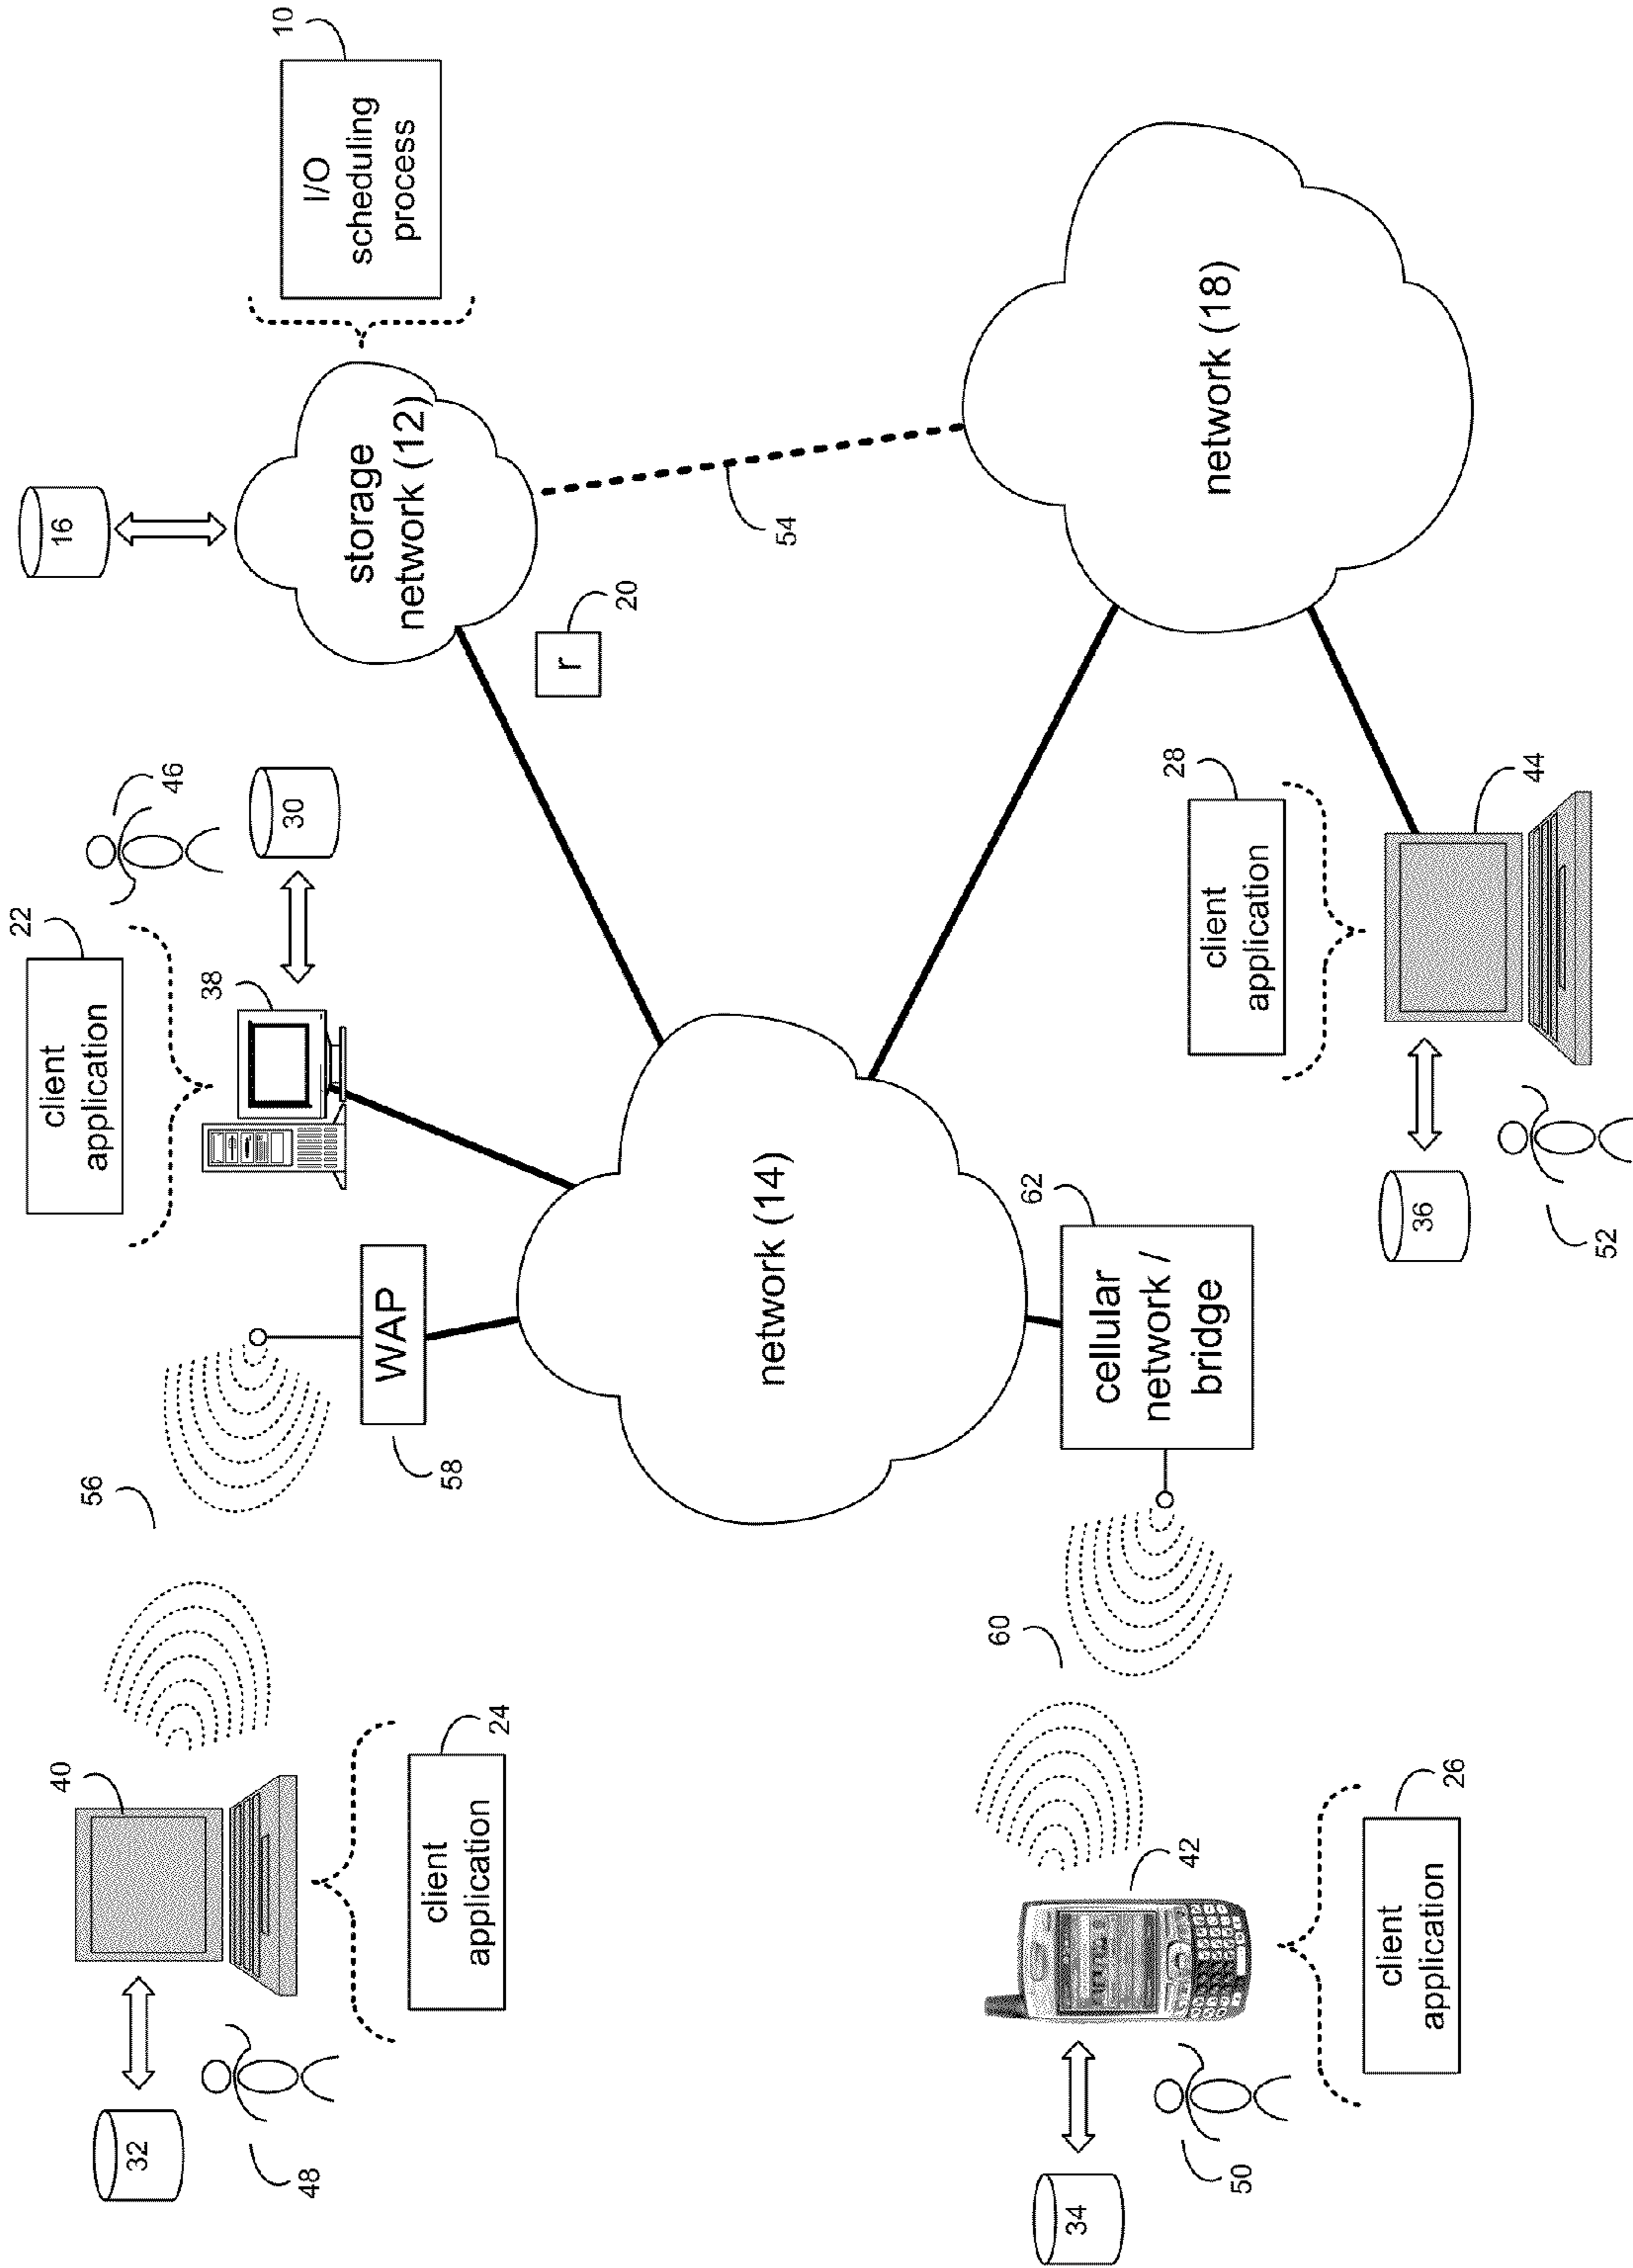 40
32
48
24
client
application
56
58
WAP
22
client
application
38
46
30
16
storage
network (12)
10
I/O
scheduling
process
20
r
54
network (14)
network (18)
34
50
42
26
client
application
60
62
cellular
network /
bridge
28
client
application
44
36
52